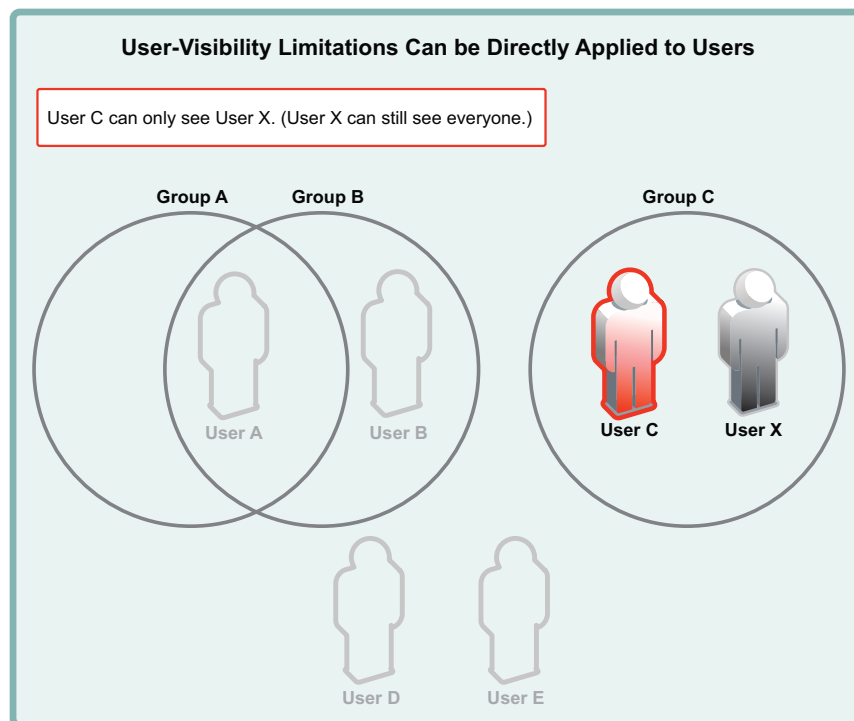 User-Visibility Limitations Can be Directly Applied to Users
User C can only see User X. (User X can still see everyone.)
Group A
Group B
Group C
User A
User B
User C
User X
User D
User E